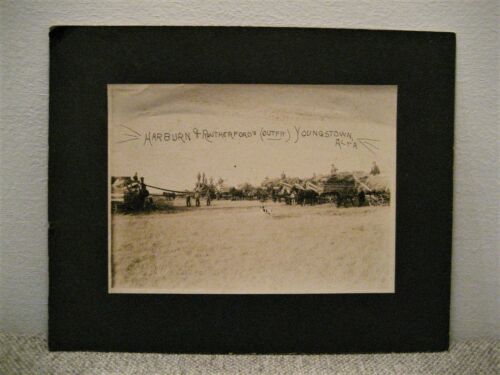 HARBURN & RUTHERFORD'S (OUTFIT) YOUNGSTOWN,
ALTA